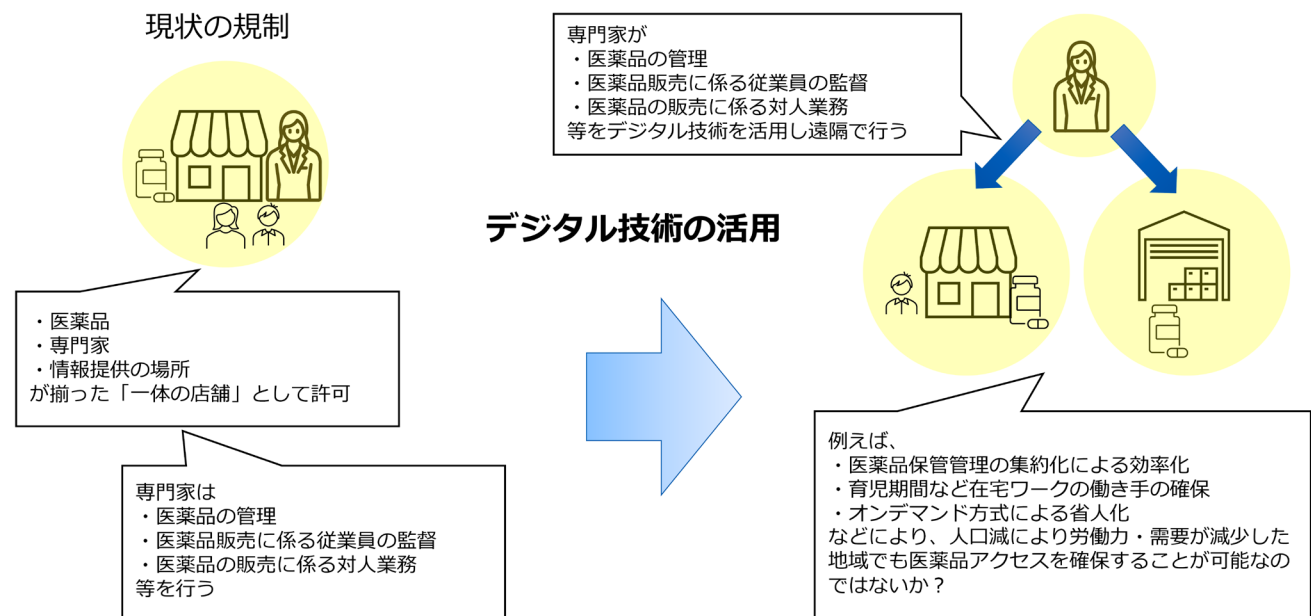 現状の規制
・医薬品
・専門家
・情報提供の場所
が揃った「一体の店舗」として許可
専門家は
・医薬品の管理
・医薬品販売に係る従業員の監督
・医薬品の販売に係る対人業務
等を行う
デジタル技術の活用
専門家が
・医薬品の管理
・医薬品販売に係る従業員の監督
・医薬品の販売に係る対人業務
等をデジタル技術を活用し遠隔で行う
例えば、
・医薬品保管管理の集約化による効率化
・育児期間など在宅ワークの働き手の確保
・オンデマンド方式による省人化
などにより、人口減により労働力・需要が減少した
地域でも医薬品アクセスを確保することが可能なの
ではないか？